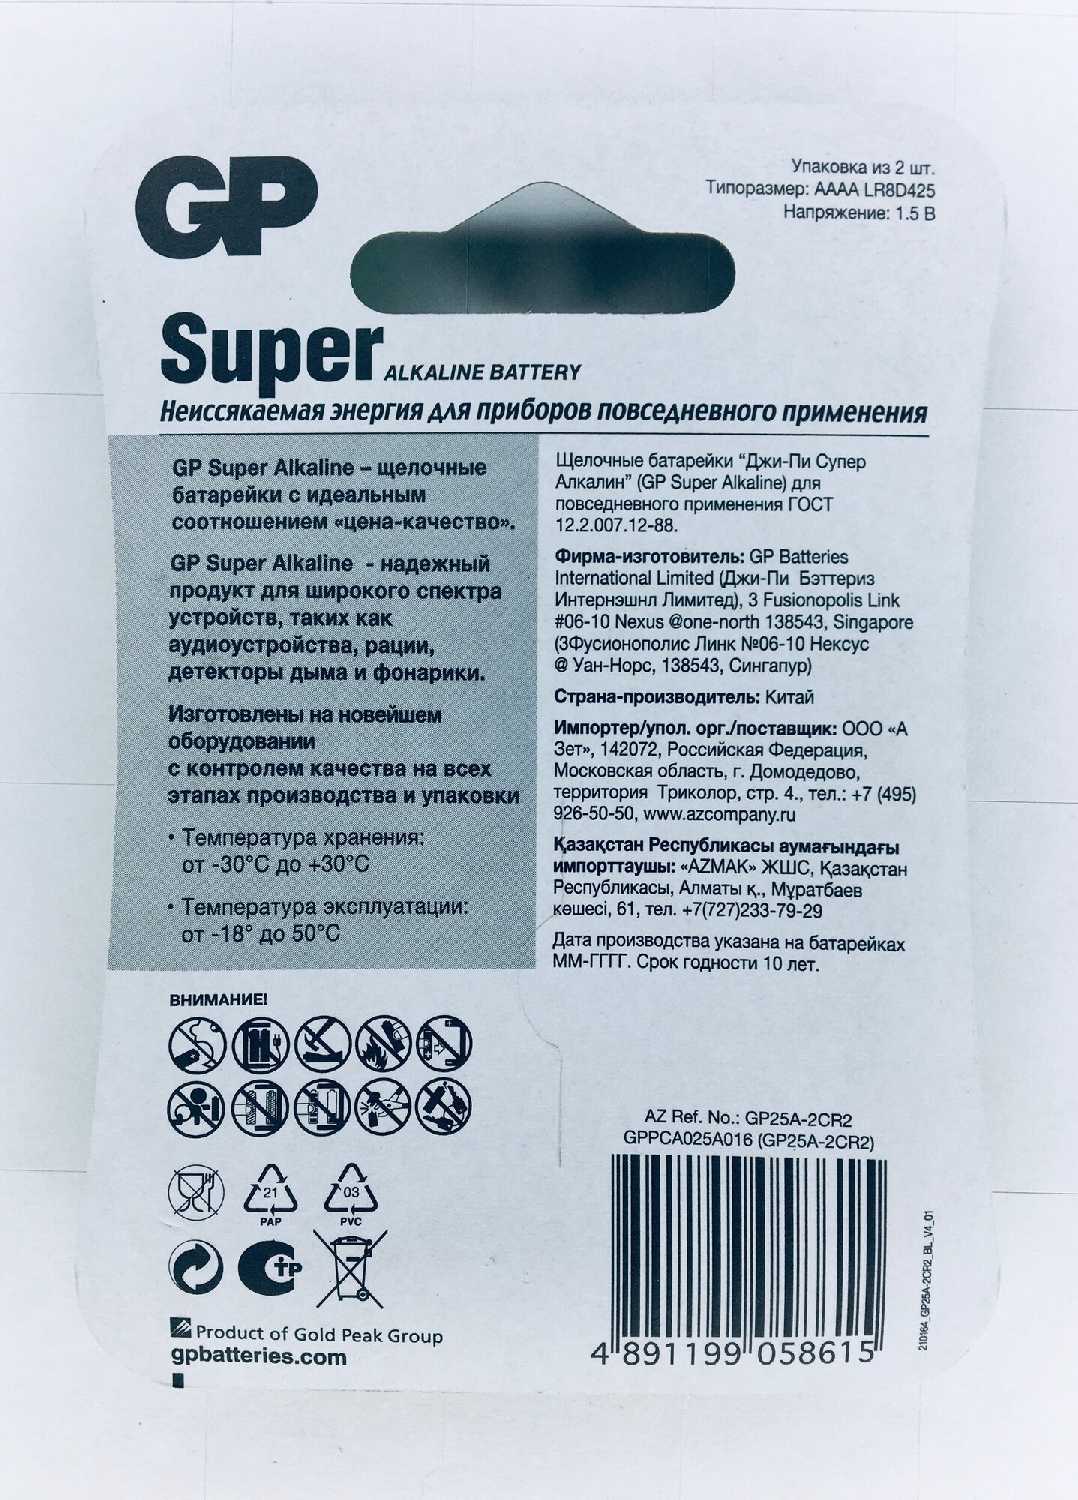 GP
Упаковка из 2 шт.
Типоразмер: AAAA LR8D425
Напряжение: 1.5 В
Super ALKALINE BATTERY
Неиссякаемая энергия для приборов повседневного применения
GP Super Alkaline – щелочные
батарейки с идеальным
соотношением «цена-качество».
GP Super Alkaline - надежный
продукт для широкого спектра
устройств, таких как
аудиоустройства, рации,
детекторы дыма и фонарики.
Изготовлены на новейшем
оборудовании
с контролем качества на всех
этапах производства и упаковки
• Температура хранения:
от -30°C до +30°C
• Температура эксплуатации:
от -18° до 50°C
Щелочные батарейки “Джи-Пи Супер
Алкалин” (GP Super Alkaline) для
повседневного применения ГОСТ
12.2.007.12-88.
Фирма-изготовитель: GP Batteries
International Limited (Джи-Пи Бэттериз
Интернэшнл Лимитед), 3 Fusionopolis Link
#06-10 Nexus @one-north 138543, Singapore
(3Фусионополис Линк №06-10 Нексус
@ Уан-Норс, 138543, Сингапур)
Страна-производитель: Китай
Импортер/упол. орг./поставщик: ООО «А
Зет», 142072, Российская Федерация,
Московская область, г. Домодедово,
территория Триколор, стр. 4., тел.: +7 (495)
926-50-50, www.azcompany.ru
Қазақстан Республикасы аумағындағы
импорттаушы: «AZMAK» ЖШС, Қазақстан
Республикасы, Алматы қ., Мұратбаев
көшесі, 61, тел. +7(727)233-79-29
Дата производства указана на батарейках
ММ-ГГГГ. Срок годности 10 лет.
ВНИМАНИЕ!
21
PAP
03
PVC
Product of Gold Peak Group
gpbatteries.com
AZ Ref. No.: GP25A-2CR2
GPPCA025A016 (GP25A-2CR2)
4 891199 058615
210164_GP25A-2CR2_BL_V4_01